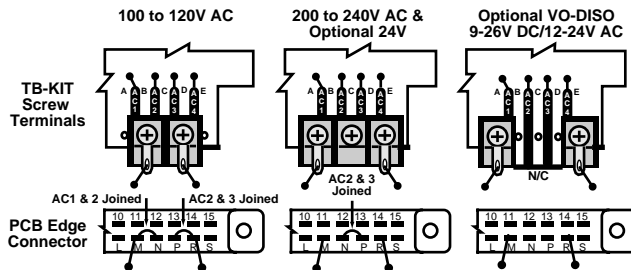 100 to 120V AC
200 to 240V AC &
Optional 24V
Optional VO-DISO
9-26V DC/12-24V AC
TB-KIT
Screw
Terminals
A AC1 B AC2 C AC3 D AC4 E
A AC1 B AC2 C AC3 D AC4 E
A AC1 B AC2 C AC3 D AC4 E
N/C
AC1 & 2 Joined
AC2 & 3 Joined
AC2 & 3
Joined
PCB Edge
Connector
10 11 12 13 14 15
L M N P R S
10 11 12 13 14 15
L M N P R S
10 11 12 13 14 15
L M N P R S